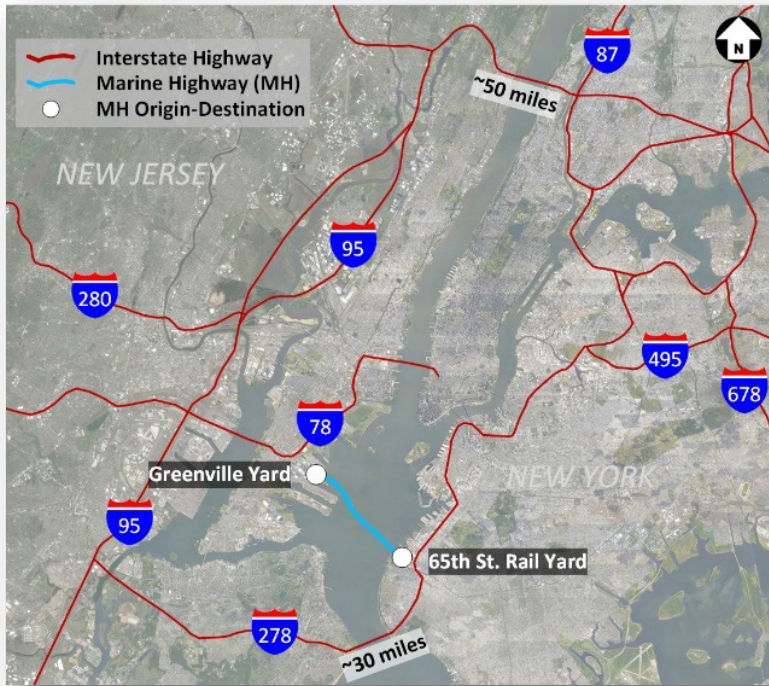 Interstate Highway
Marine Highway (MH)
MH Origin-Destination
N
87
~50 miles
NEW JERSEY
95
280
495
678
78
Greenville Yard
NEW YORK
95
65th St. Rail Yard
278
~30 miles